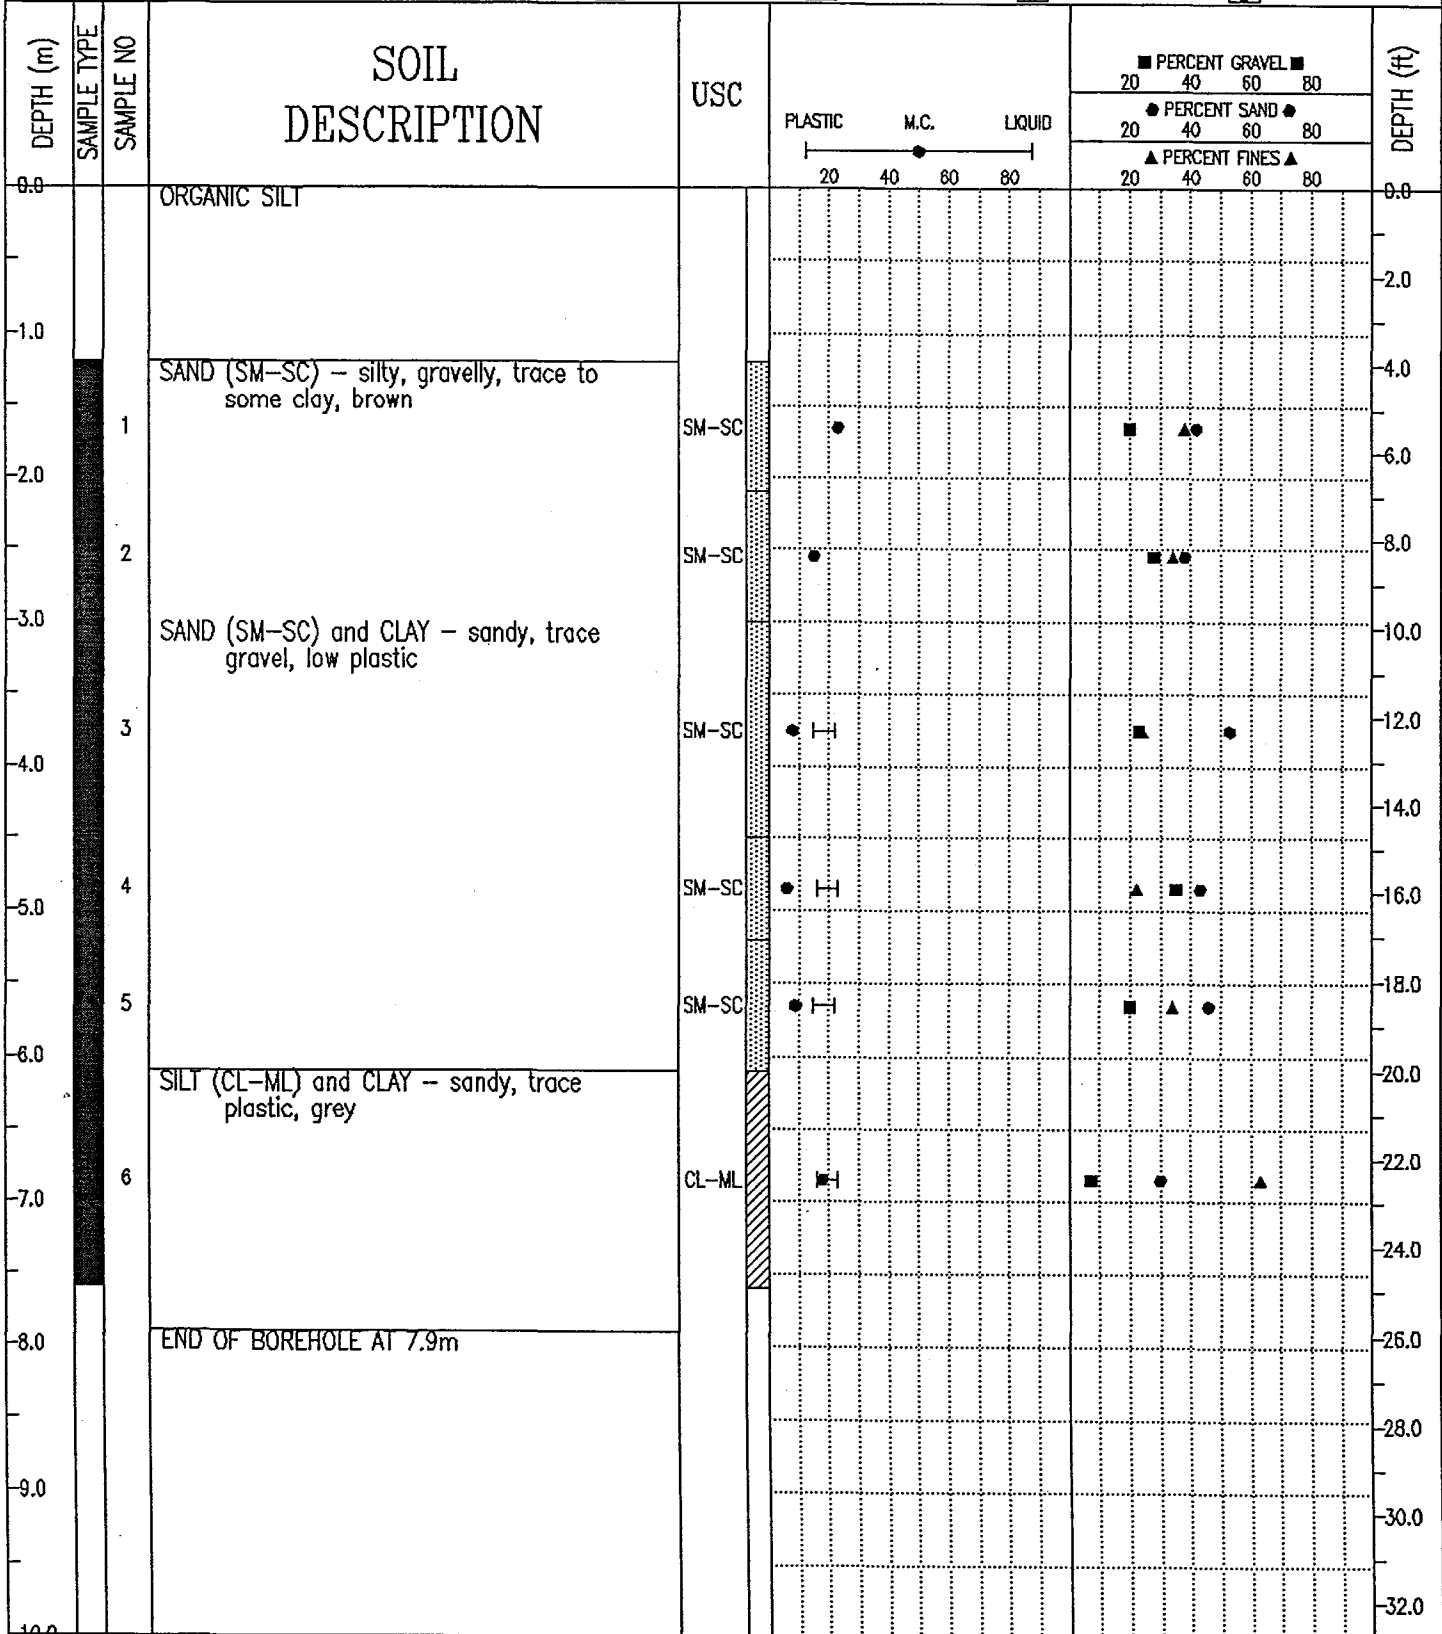 DEPTH (m)
SAMPLE TYPE
SAMPLE NO
SOIL
DESCRIPTION
USC
PLASTIC M.C. LIQUID
20 40 60 80
■ PERCENT GRAVEL ■
20 40 60 80
● PERCENT SAND ●
20 40 60 80
▲ PERCENT FINES ▲
20 40 60 80
DEPTH (ft)
0.0
ORGANIC SILT
0.0
2.0
1.0
SAND (SM-SC) - silty, gravelly, trace to
some clay, brown
4.0
1
SM-SC
6.0
2.0
2
SM-SC
8.0
3.0
SAND (SM-SC) and CLAY - sandy, trace
gravel, low plastic
10.0
3
SM-SC
12.0
4.0
14.0
4
SM-SC
16.0
5.0
5
SM-SC
18.0
6.0
SILT (CL-ML) and CLAY - sandy, trace
plastic, grey
20.0
6
CL-ML
22.0
7.0
24.0
8.0
END OF BOREHOLE AT 7.9m
26.0
28.0
9.0
30.0
32.0
10.0